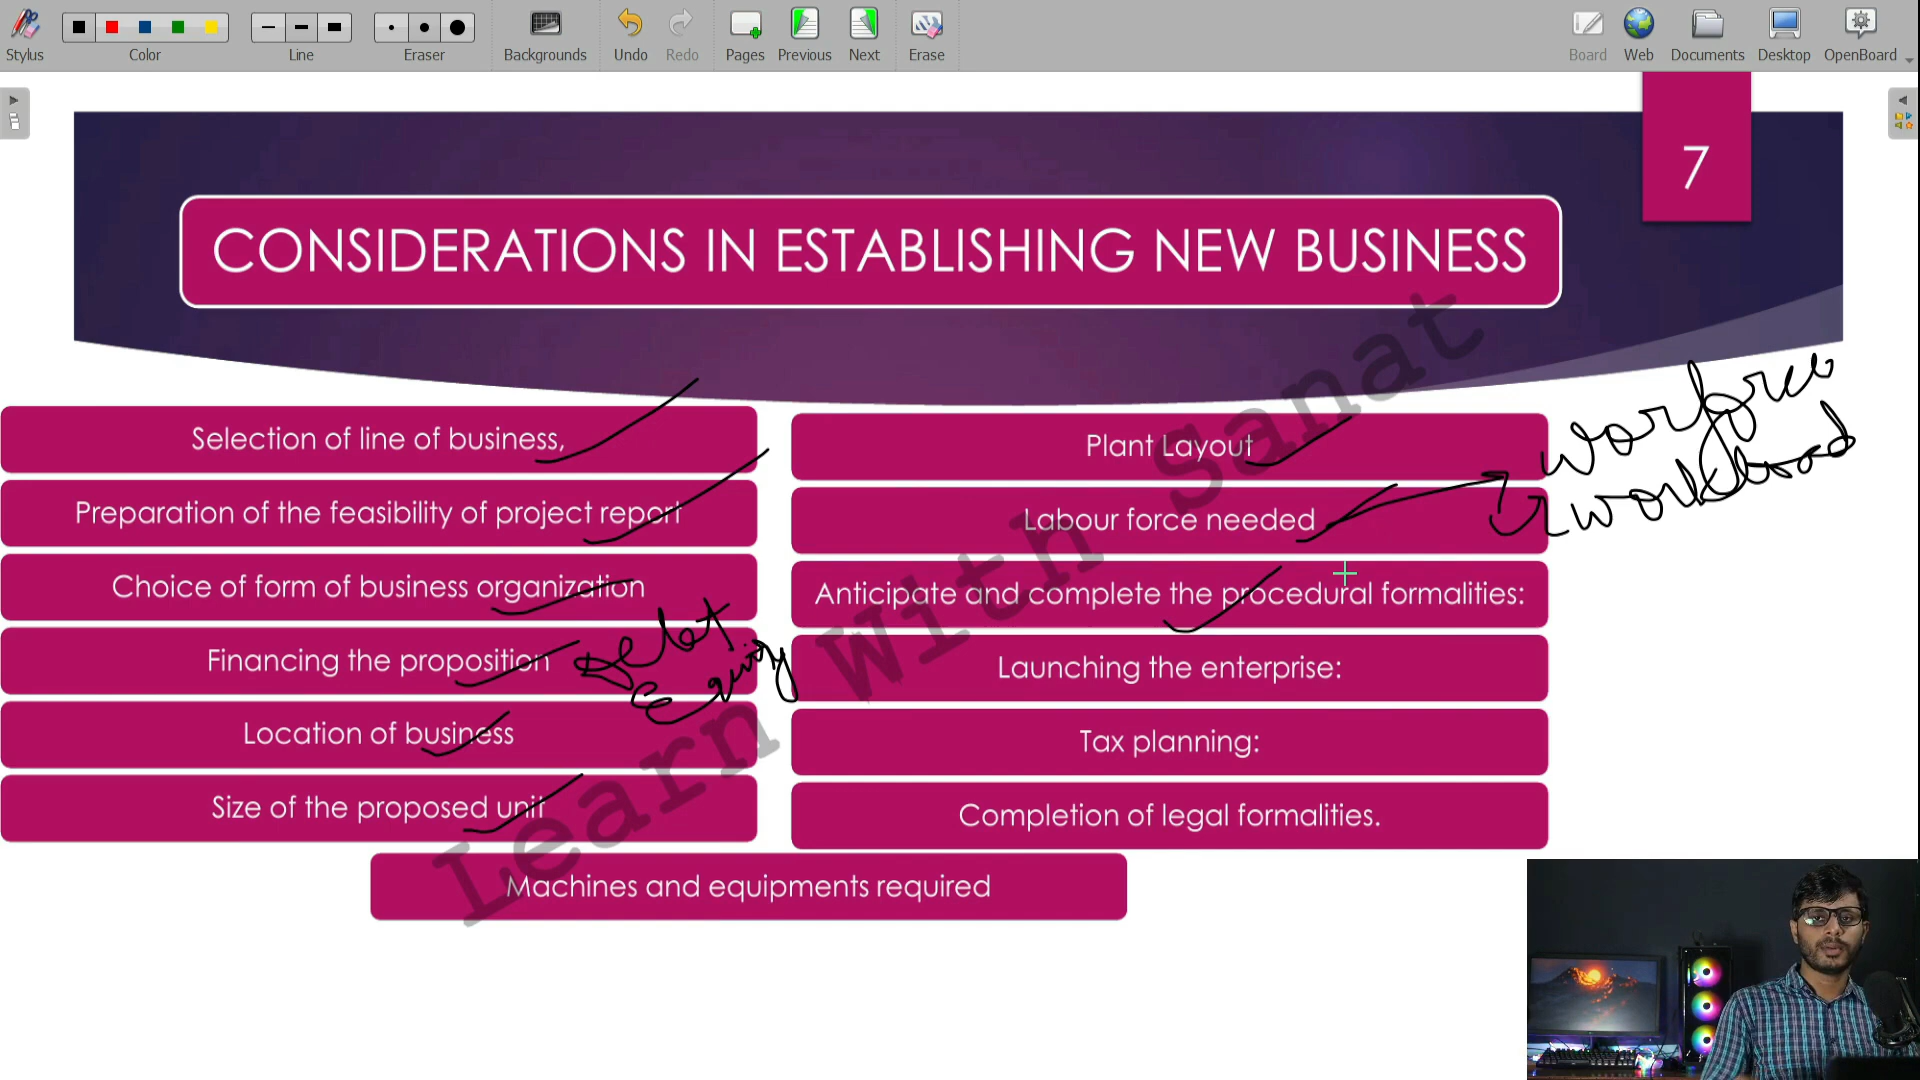 Stylus
Color
Line
Eraser
Backgrounds
Undo
Redo
Pages
Previous
Next
Erase
Board
Web
Documents
Desktop
OpenBoard
7
CONSIDERATIONS IN ESTABLISHING NEW BUSINESS
Selection of line of business,
Preparation of the feasibility of project report
Choice of form of business organization
Financing the proposition
Debt
Equity
Location of business
Size of the proposed unit
Plant Layout
Labour force needed
Worforce
workload
Anticipate and complete the procedural formalities:
Launching the enterprise:
Tax planning:
Completion of legal formalities.
Machines and equipments required
Learn With Sanat